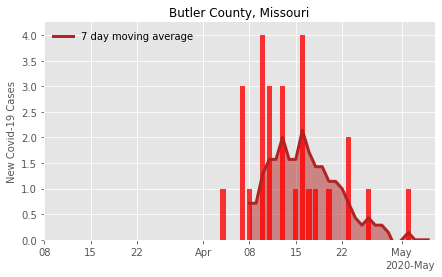 Butler County, Missouri
7 day moving average
New Covid-19 Cases
4.0
3.5
3.0
2.5
2.0
1.5
1.0
0.5
0.0
08 15 22 Apr 08 15 22 May
2020-May